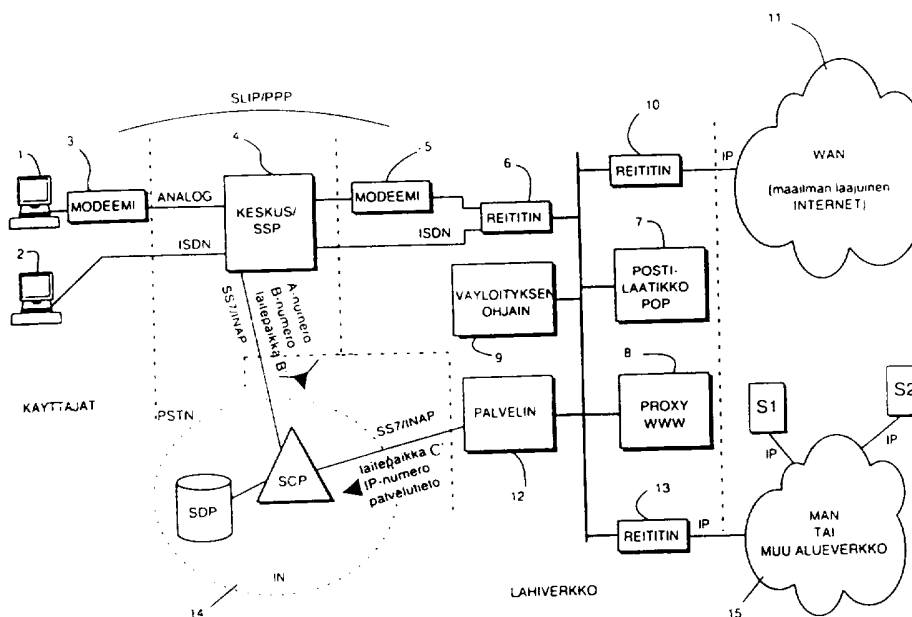 11
SLIP/PPP
10
1
3
4
5
6
IP
WAN
(maailman laajuinen
INTERNET)
MODEEMI
ANALOG
KESKUS/
SSP
MODEEMI
REITITIN
REITITIN
ISDN
2
ISDN
7
POSTI-
LAATIKKO
POP
VAYLOITYKSEN
OHJAIN
9
SS7/INAP
A-numero
B-numero
laitepaikka B
8
KAYTTAJAT
PSTN
SS7/INAP
PALVELIN
PROXY
WWW
S1
S2
IP
IP
laitepaikka C
IP-numero
palvelutieto
12
SCP
SDP
13
REITITIN
IP
MAN
TAI
MUU ALUEVERKKO
IN
14
LAHIVERKKO
15